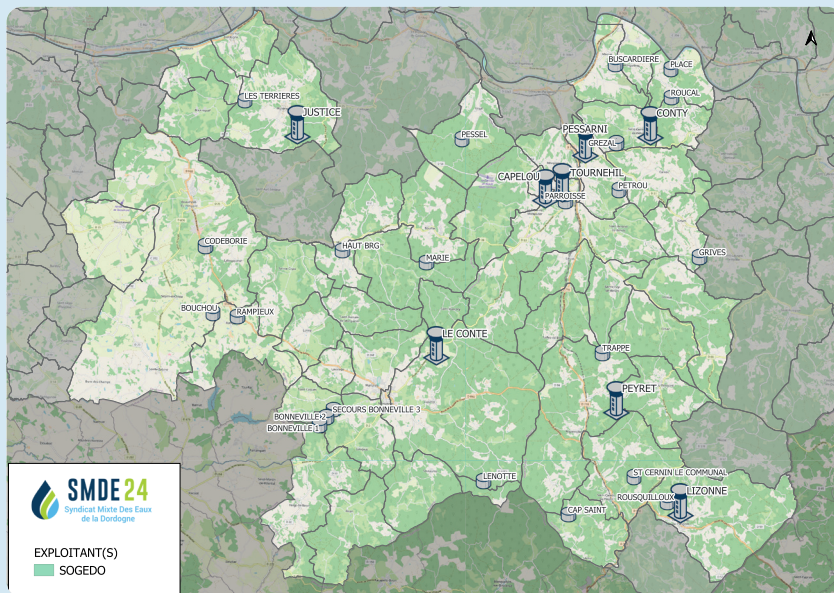 BUSCARDIERE
PLACE
LES TERRIERES
ROUCAL
JUSTICE
CONTY
PESSARNI
PESSEL
GREZAL
CAPELOU
TOURNEHIL
PETROU
PARROISSE
CODEBORIE
HAUT BRG
MARIE
GRIVES
BOUCHOU
RAMPIEUX
LE CONTE
TRAPPE
PEYRET
SECOURS BONNEVILLE 3
BONNEVILLE 2
BONNEVILLE 1
LENOTTE
ST CERNIN LE COMMUNAL
ROUSQUILLOUX
LIZONNE
CAP SAINT
SMDE 24
Syndicat Mixte Des Eaux
de la Dordogne
EXPLOITANT(S)
SOGEDO